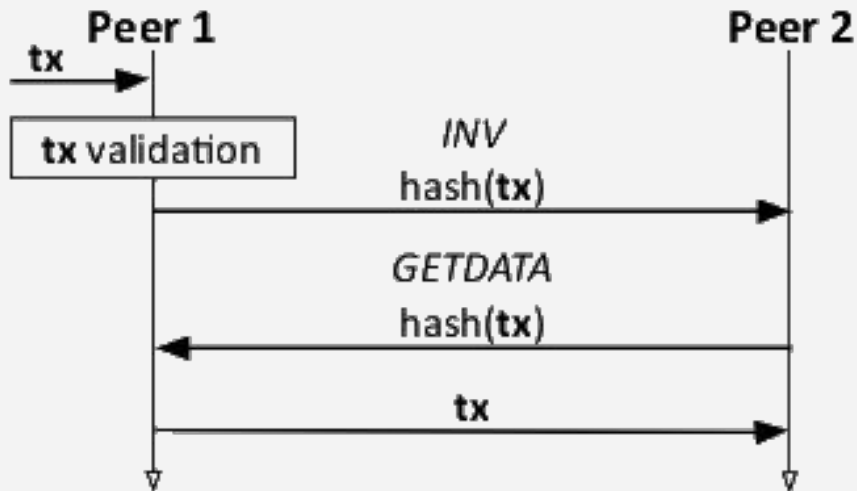 Peer 1
Peer 2
tx
tx validation
INV
hash(tx)
GETDATA
hash(tx)
tx